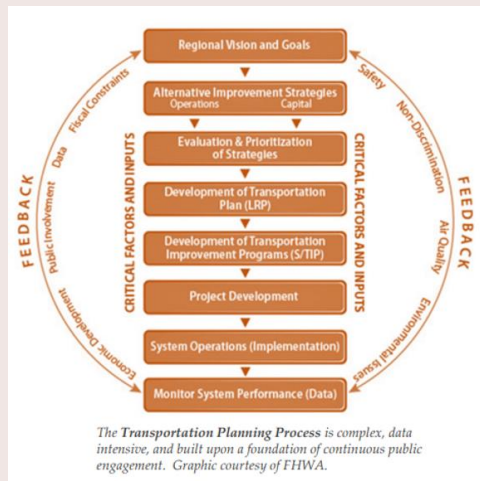 Regional Vision and Goals
Alternative Improvement Strategies
Operations Capital
Evaluation & Prioritization
of Strategies
Development of Transportation
Plan (LRP)
Development of Transportation
Improvement Programs (S/TIP)
Project Development
System Operations (Implementation)
Monitor System Performance (Data)
CRITICAL FACTORS AND INPUTS
CRITICAL FACTORS AND INPUTS
FEEDBACK
Economic Development
Public Involvement
Data
Fiscal Constraints
Safety
Non-Discrimination
Air Quality
Environmental Issues
FEEDBACK
The Transportation Planning Process is complex, data
intensive, and built upon a foundation of continuous public
engagement. Graphic courtesy of FHWA.